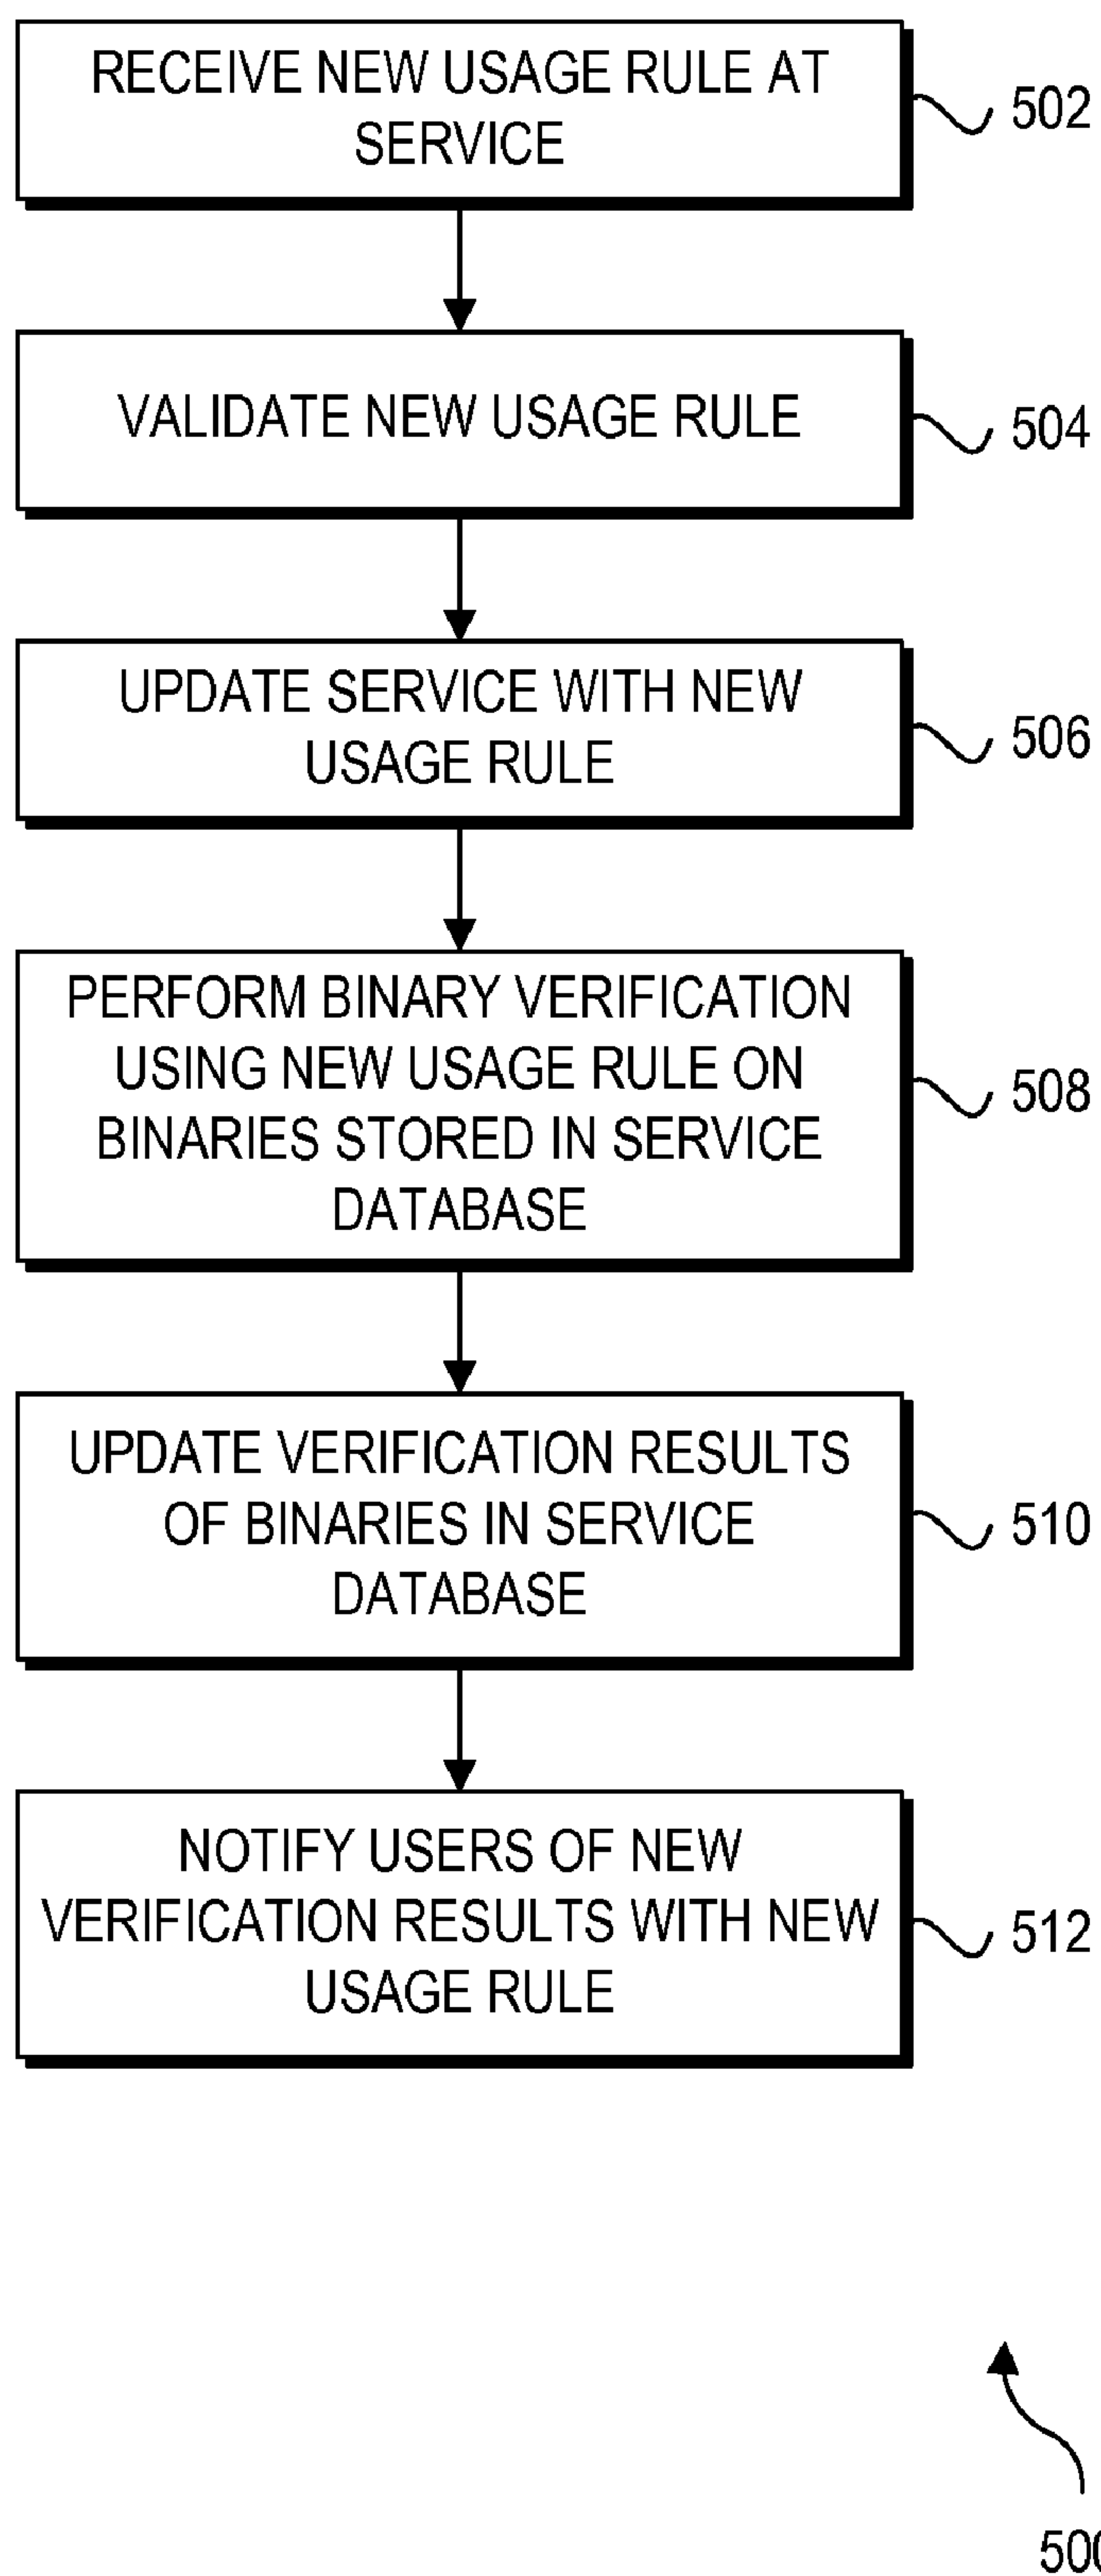 RECEIVE NEW USAGE RULE AT
SERVICE
502
VALIDATE NEW USAGE RULE
504
UPDATE SERVICE WITH NEW
USAGE RULE
506
PERFORM BINARY VERIFICATION
USING NEW USAGE RULE ON
BINARIES STORED IN SERVICE
DATABASE
508
UPDATE VERIFICATION RESULTS
OF BINARIES IN SERVICE
DATABASE
510
NOTIFY USERS OF NEW
VERIFICATION RESULTS WITH NEW
USAGE RULE
512
500